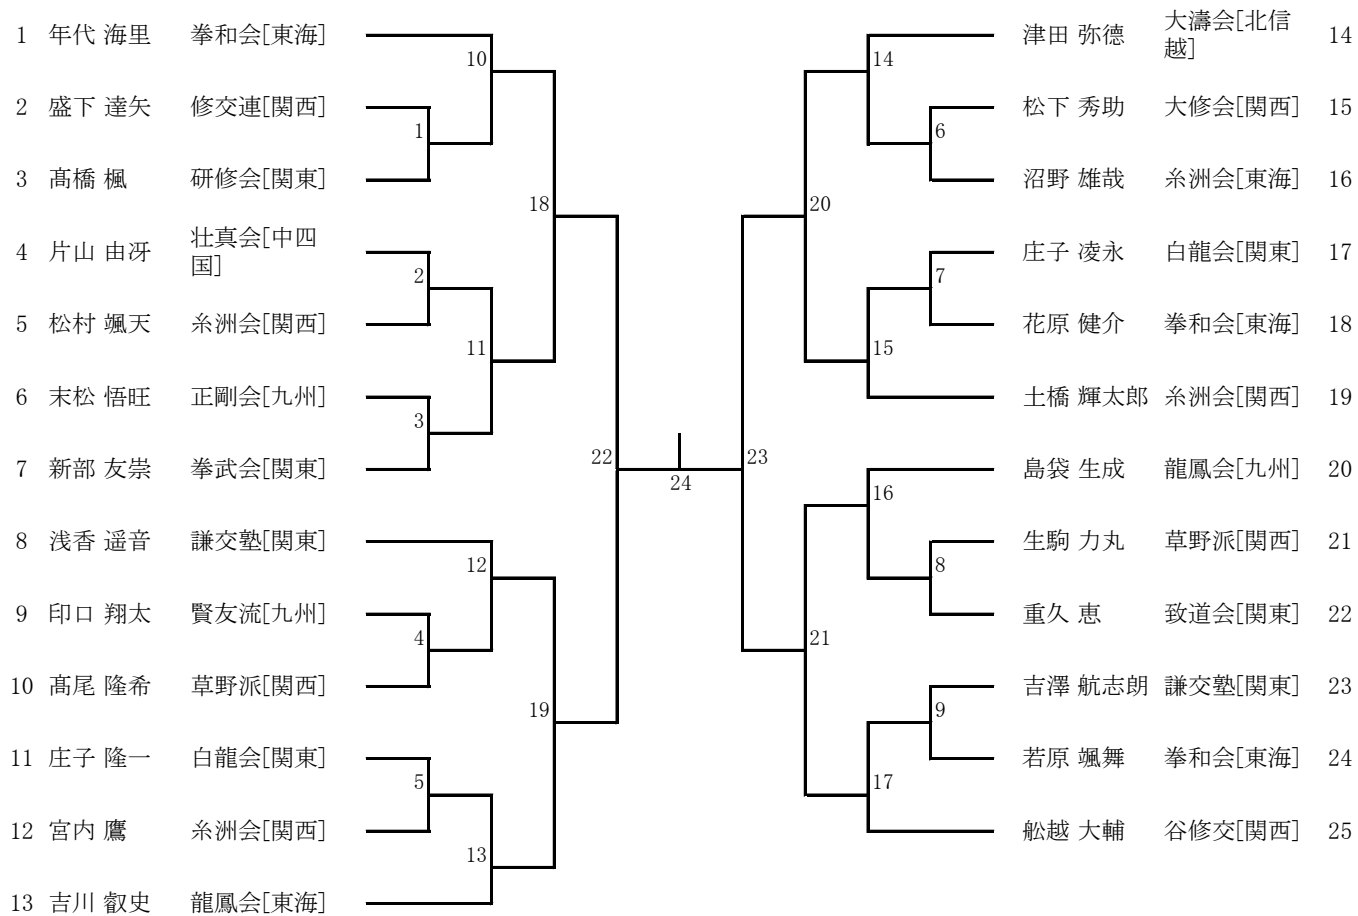 1 年代 海里 拳和会[東海]
2 盛下 達矢 修交連[関西]
3 髙橋 楓 研修会[関東]
4 片山 由冴 壮真会[中四
国]
5 松村 颯天 糸洲会[関西]
6 末松 悟旺 正剛会[九州]
7 新部 友崇 拳武会[関東]
8 浅香 遥音 謙交塾[関東]
9 印口 翔太 賢友流[九州]
10 髙尾 隆希 草野派[関西]
11 庄子 隆一 白龍会[関東]
12 宮内 鷹 糸洲会[関西]
13 吉川 叡史 龍鳳会[東海]
10
1
18
2
11
3
22
12
4
19
5
13
24
14
6
20
7
15
23
16
8
21
9
17
津田 弥德 大濤会[北信 14
越]
松下 秀助 大修会[関西] 15
沼野 雄哉 糸洲会[東海] 16
庄子 凌永 白龍会[関東] 17
花原 健介 拳和会[東海] 18
土橋 輝太郎 糸洲会[関西] 19
島袋 生成 龍鳳会[九州] 20
生駒 力丸 草野派[関西] 21
重久 恵 致道会[関東] 22
吉澤 航志朗 謙交塾[関東] 23
若原 颯舞 拳和会[東海] 24
舩越 大輔 谷修交[関西] 25